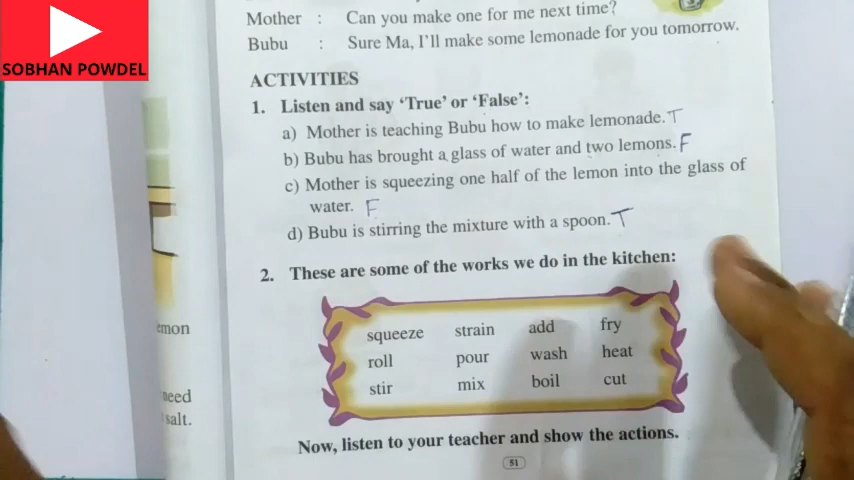 SOBHAN POWDEL
Mother : Can you make one for me next time?
Bubu : Sure Ma, I'll make some lemonade for you tomorrow.
ACTIVITIES
1. Listen and say 'True' or 'False':
a) Mother is teaching Bubu how to make lemonade. T
b) Bubu has brought a glass of water and two lemons. F
c) Mother is squeezing one half of the lemon into the glass of
water. F
d) Bubu is stirring the mixture with a spoon. T
2. These are some of the works we do in the kitchen:
squeeze strain add fry
roll pour wash heat
stir mix boil cut
Now, listen to your teacher and show the actions.
51
emon
need
salt.